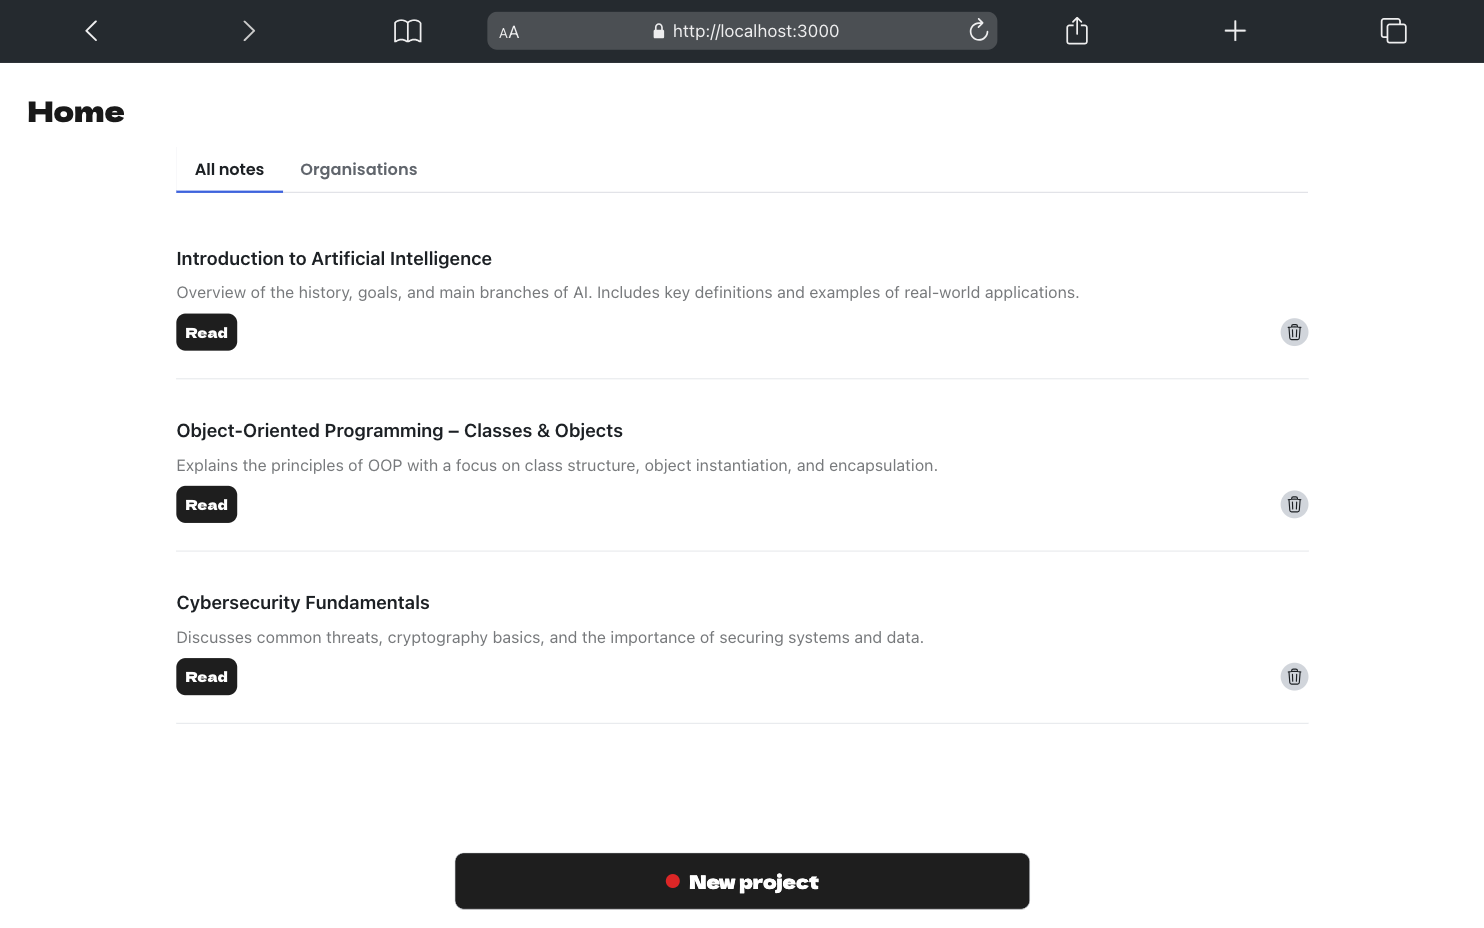 AA
http://localhost:3000
Home
All notes Organisations
Introduction to Artificial Intelligence
Overview of the history, goals, and main branches of AI. Includes key definitions and examples of real-world applications.
Read
Object-Oriented Programming – Classes & Objects
Explains the principles of OOP with a focus on class structure, object instantiation, and encapsulation.
Read
Cybersecurity Fundamentals
Discusses common threats, cryptography basics, and the importance of securing systems and data.
Read
New project